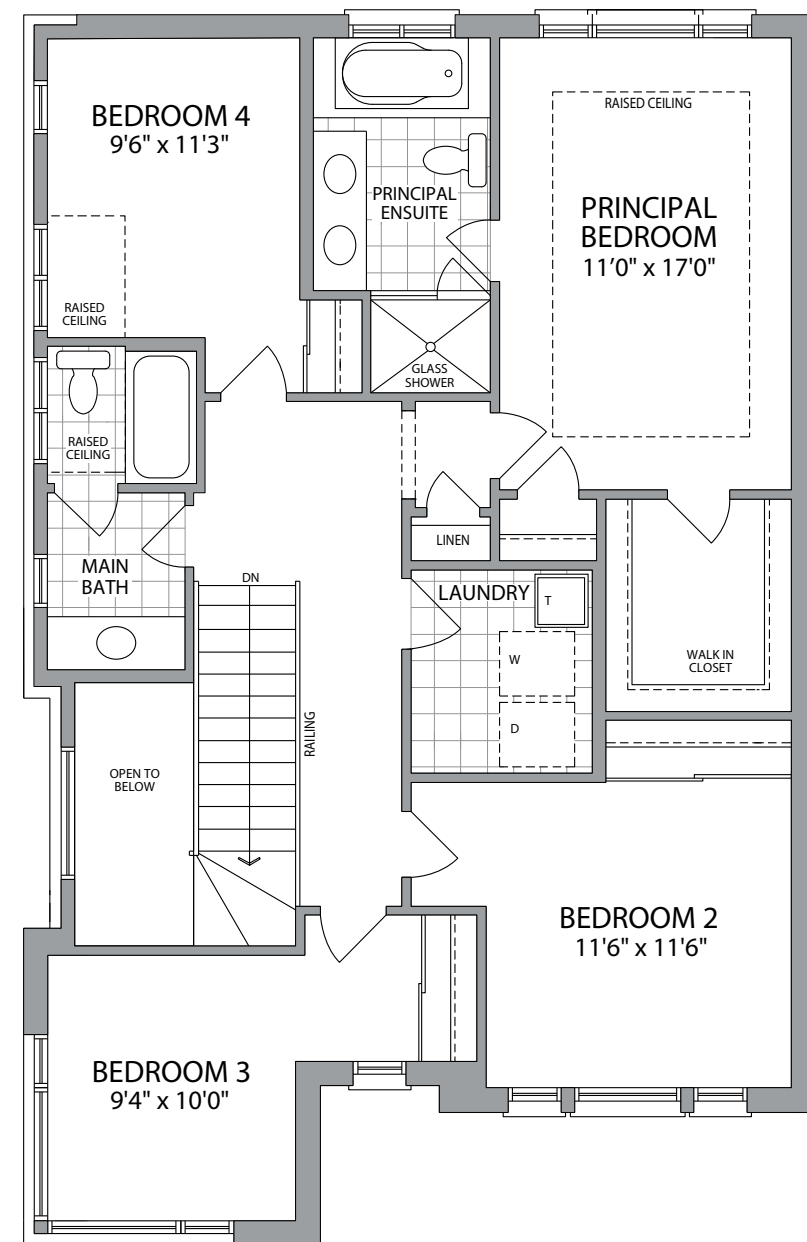 BEDROOM 4
9'6" x 11'3"
RAISED
CEILING
PRINCIPAL
ENSUITE
GLASS
SHOWER
RAISED CEILING
PRINCIPAL
BEDROOM
11’0" x 17'0"
RAISED
CEILING
MAIN
BATH
LINEN
DN
LAUNDRY
T
W
D
WALK IN
CLOSET
RAILING
OPEN TO
BELOW
BEDROOM 2
11'6" x 11'6"
BEDROOM 3
9'4" x 10'0"